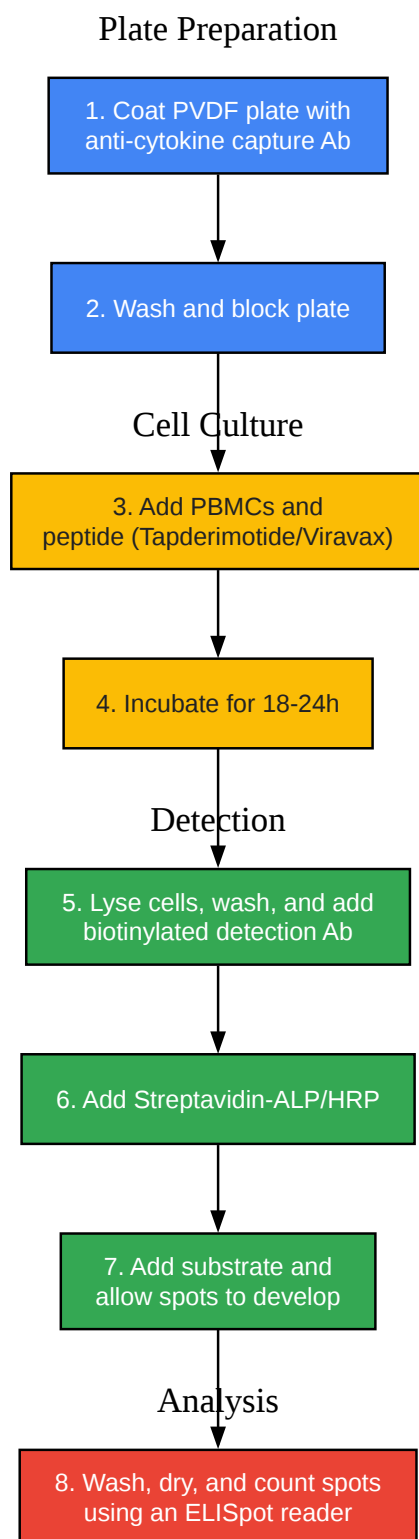 Plate Preparation
1. Coat PVDF plate with
anti-cytokine capture Ab
2. Wash and block plate
Cell Culture
3. Add PBMCs and
peptide (Tapderimotide/Viravax)
4. Incubate for 18-24h
Detection
5. Lyse cells, wash, and add
biotinylated detection Ab
6. Add Streptavidin-ALP/HRP
7. Add substrate and
allow spots to develop
Analysis
8. Wash, dry, and count spots
using an ELISpot reader